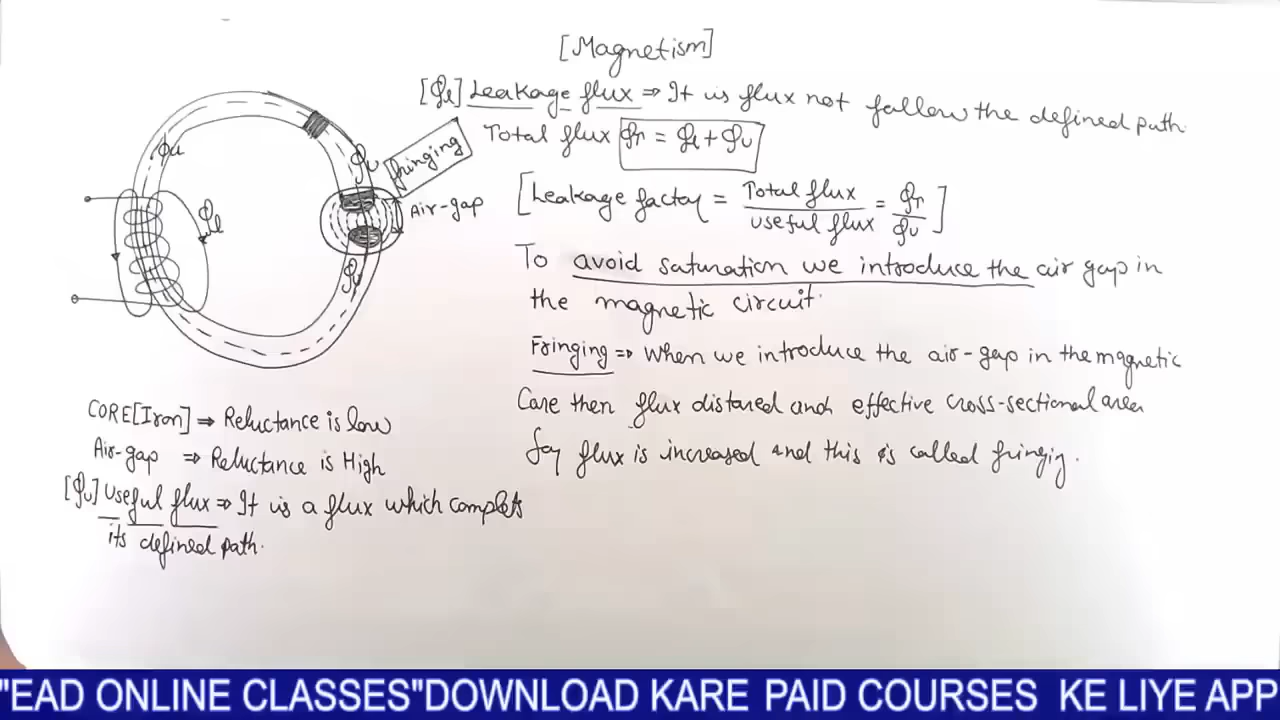 [Magnetism]
[φl] Leakage flux ⇒ It is flux not follow the defined path.
Total flux φT = φl + φu
[Leakage factor = Total flux / useful flux = φT / φu]
To avoid saturation we introduce the air gap in
the magnetic circuit.
Fringing ⇒ When we introduce the air-gap in the magnetic
Core then flux distored and effective cross-sectional area
for flux is increased and this is called fringig.
φu
φl
φu
fringing
Air-gap
φu
CORE [Iron] ⇒ Reluctance is low
Air-gap ⇒ Reluctance is High
[φu] useful flux ⇒ It is a flux which complets
its defined path.
"EAD ONLINE CLASSES"DOWNLOAD KARE PAID COURSES KE LIYE APP